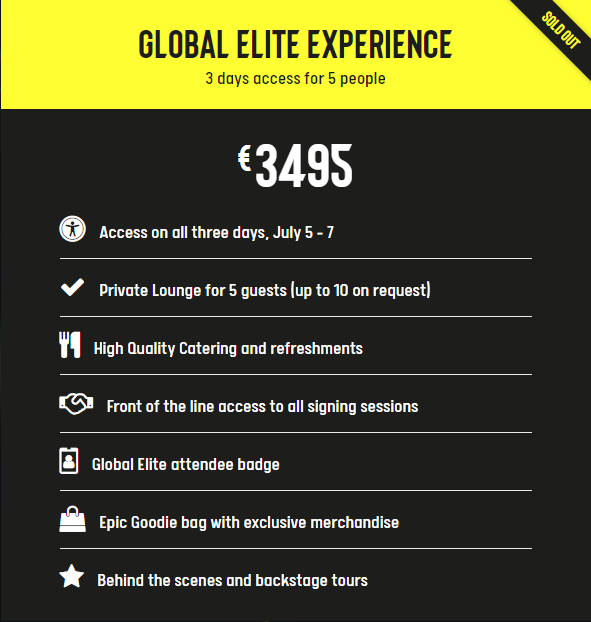 SOLD OUT
GLOBAL ELITE EXPERIENCE
3 days access for 5 people
€3495
Access on all three days, July 5 - 7
Private Lounge for 5 guests (up to 10 on request)
High Quality Catering and refreshments
Front of the line access to all signing sessions
Global Elite attendee badge
Epic Goodie bag with exclusive merchandise
Behind the scenes and backstage tours